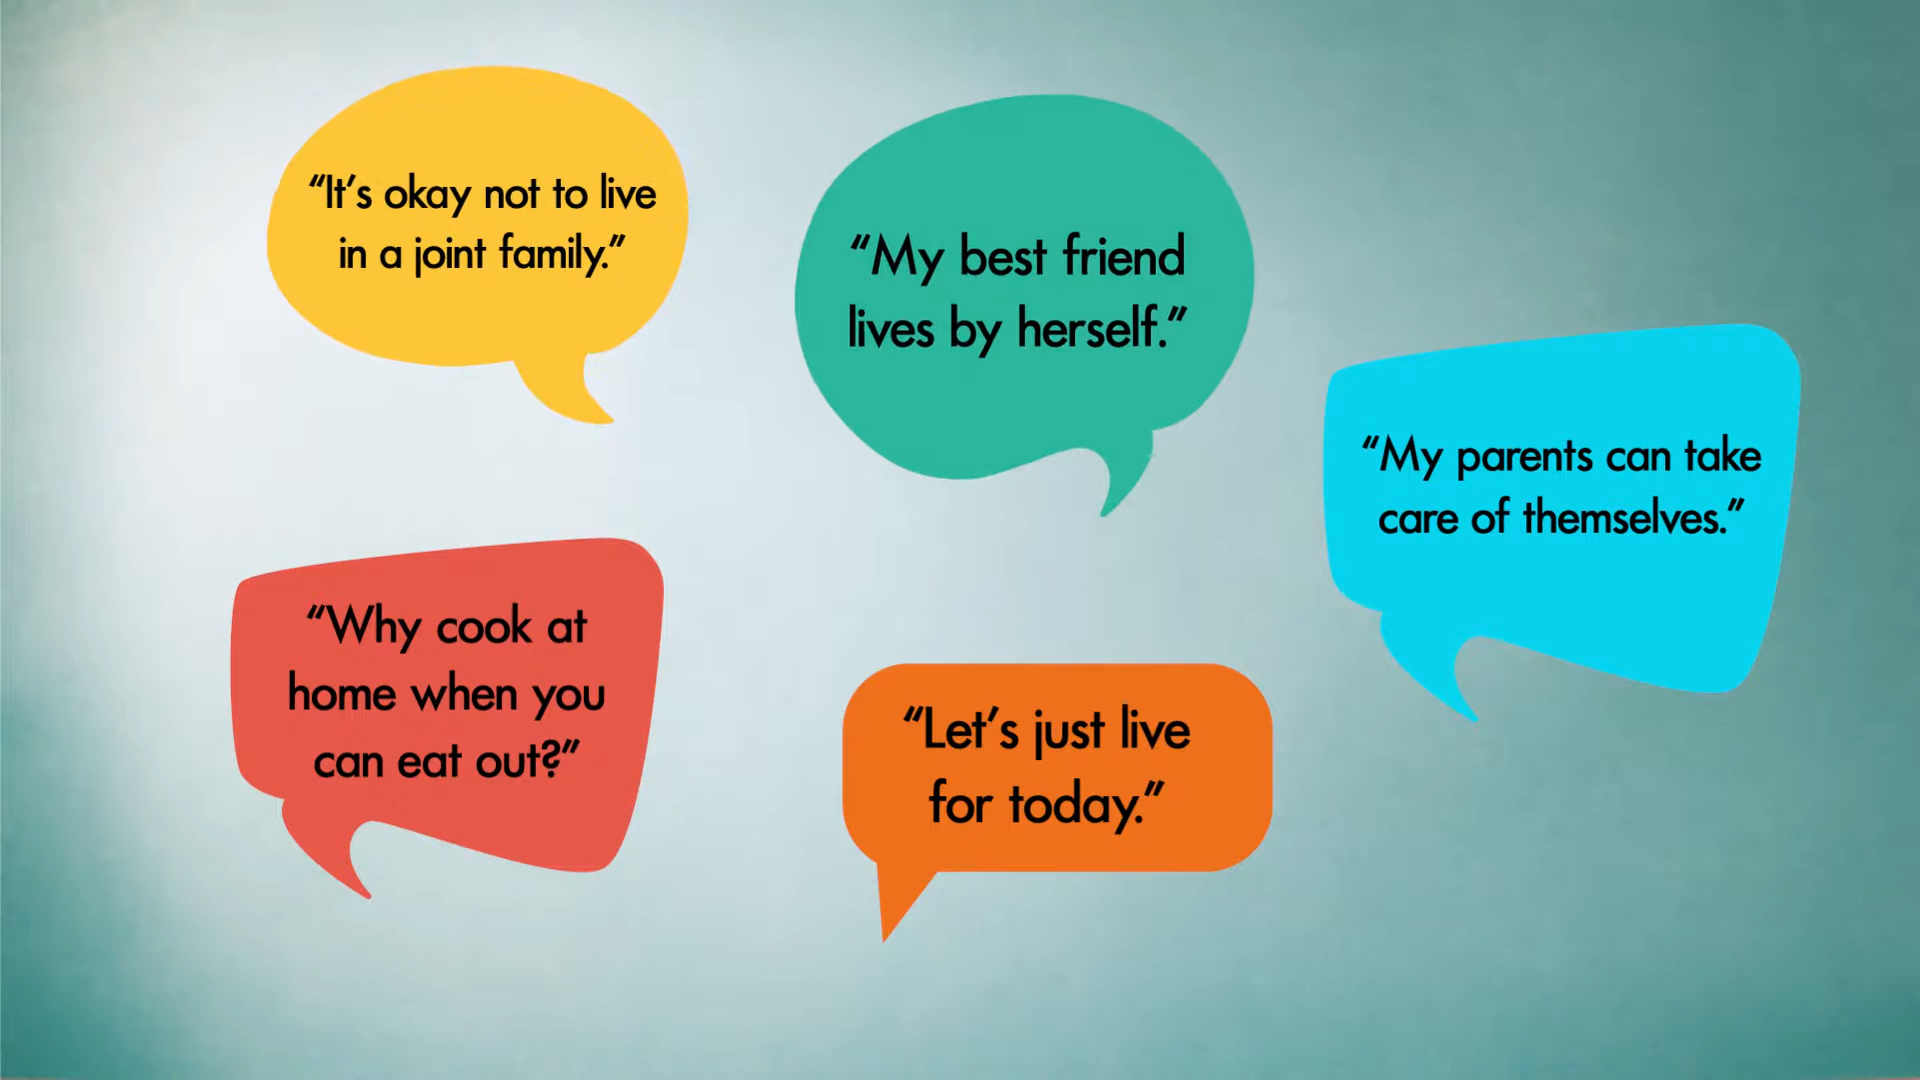 “It’s okay not to live
in a joint family.”
“My best friend
lives by herself.”
“My parents can take
care of themselves.”
“Why cook at
home when you
can eat out?”
“Let’s just live
for today.”